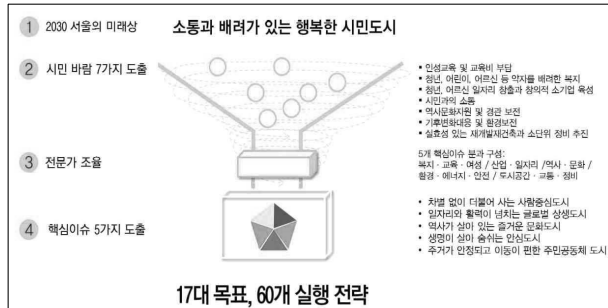 1 2030 서울의 미래상
소통과 배려가 있는 행복한 시민도시
2 시민 바람 7가지 도출
• 인성교육 및 교육비 부담
• 청년, 어린이, 어르신 등 약자를 배려한 복지
• 청년, 어르신 일자리 창출과 창의적 소기업 육성
• 시민과의 소통
• 역사문화자원 및 경관 보전
• 기후변화대응 및 환경보전
• 실효성 있는 재개발재건축과 소단위 정비 추진
3 전문가 조율
5개 핵심이슈 분과 구성:
복지 · 교육 · 여성 / 산업 · 일자리 /역사 · 문화 /
환경 · 에너지 · 안전 / 도시공간 · 교통 · 정비
4 핵심이슈 5가지 도출
• 차별 없이 더불어 사는 사람중심도시
• 일자리와 활력이 넘치는 글로벌 상생도시
• 역사가 살아 있는 즐거운 문화도시
• 생명이 살아 숨쉬는 안심도시
• 주거가 안정되고 이동이 편한 주민공동체 도시
17대 목표, 60개 실행 전략